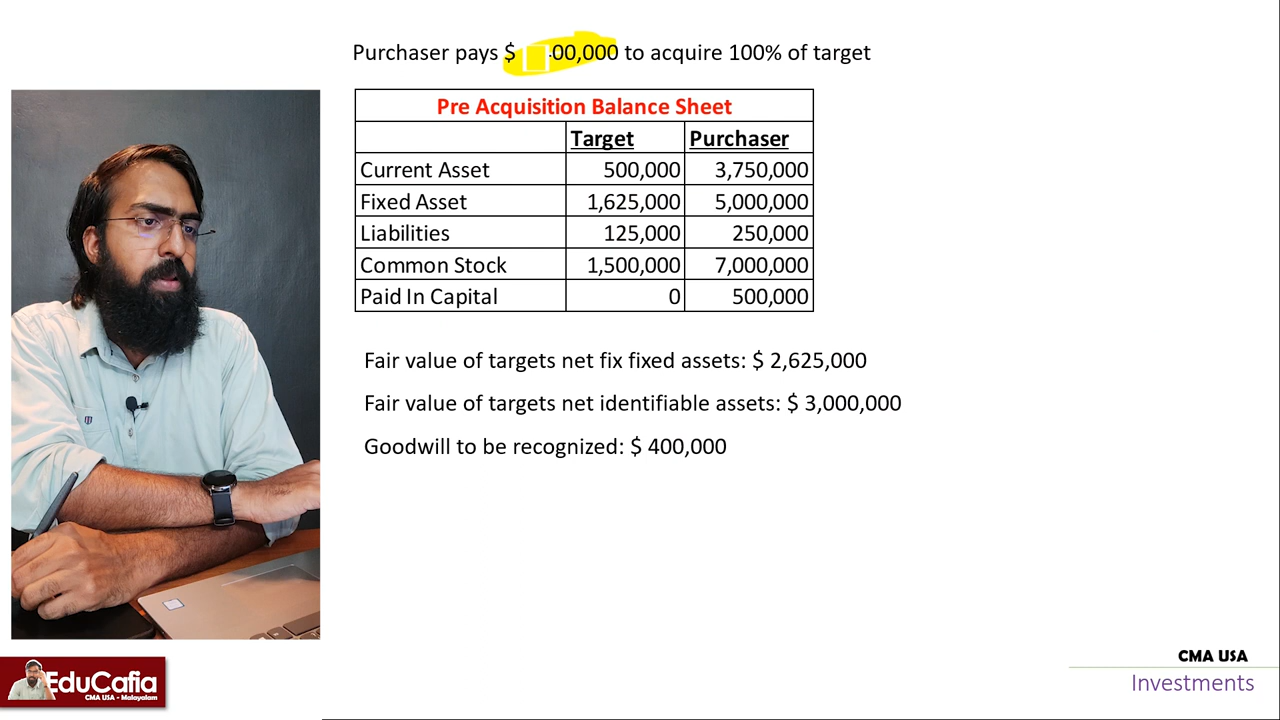 Purchaser pays $ 00,000 to acquire 100% of target
Pre Acquisition Balance Sheet
Target Purchaser
Current Asset 500,000 3,750,000
Fixed Asset 1,625,000 5,000,000
Liabilities 125,000 250,000
Common Stock 1,500,000 7,000,000
Paid In Capital 0 500,000
Fair value of targets net fix fixed assets: $ 2,625,000
Fair value of targets net identifiable assets: $ 3,000,000
Goodwill to be recognized: $ 400,000
CMA USA
Investments
EduCafia
CMA USA - Malayalam